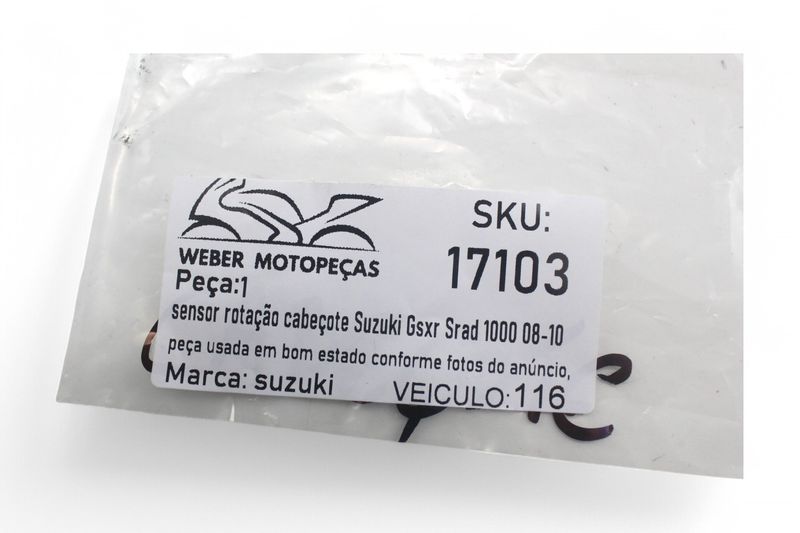 SKU:
17103
WEBER MOTOPEÇAS
Peça:1
sensor rotação cabeçote Suzuki Gsxr Srad 1000 08-10
peça usada em bom estado conforme fotos do anúncio,
Marca: suzuki
VEICULO: 116